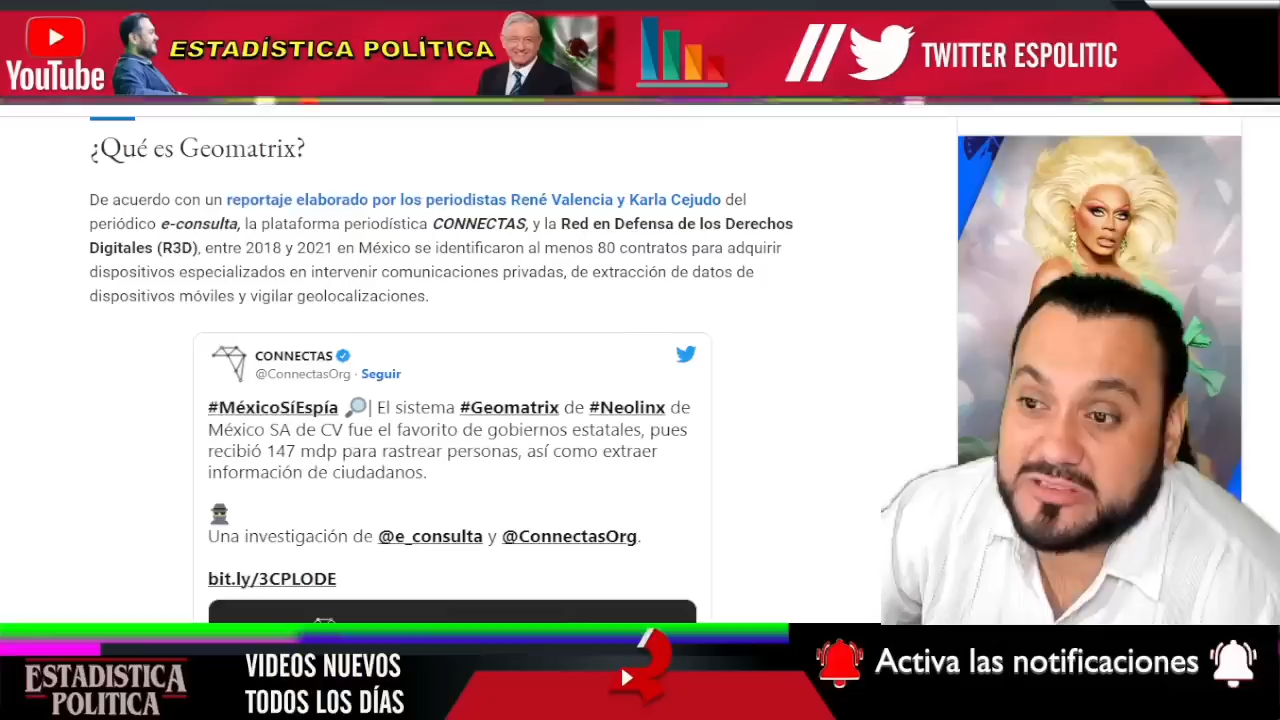 YouTube
ESTADÍSTICA POLÍTICA
TWITTER ESPOLITIC
¿Qué es Geomatrix?
De acuerdo con un reportaje elaborado por los periodistas René Valencia y Karla Cejudo del
periódico e-consulta, la plataforma periodística CONNECTAS, y la Red en Defensa de los Derechos
Digitales (R3D), entre 2018 y 2021 en México se identificaron al menos 80 contratos para adquirir
dispositivos especializados en intervenir comunicaciones privadas, de extracción de datos de
dispositivos móviles y vigilar geolocalizaciones.
CONNECTAS
@ConnectasOrg · Seguir
#MéxicoSíEspía 🔎| El sistema #Geomatrix de #Neolinx de
México SA de CV fue el favorito de gobiernos estatales, pues
recibió 147 mdp para rastrear personas, así como extraer
información de ciudadanos.
Una investigación de @e_consulta y @ConnectasOrg.
bit.ly/3CPLODE
ESTADISTICA
POLÍTICA
VIDEOS NUEVOS
TODOS LOS DÍAS
Activa las notificaciones